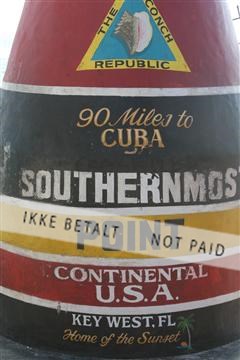 THE CONCH
REPUBLIC
90 Miles to
CUBA
SOUTHERNMOST
IKKE BETALT NOT PAID
POINT
CONTINENTAL
U.S.A.
KEY WEST, FL
Home of the Sunset